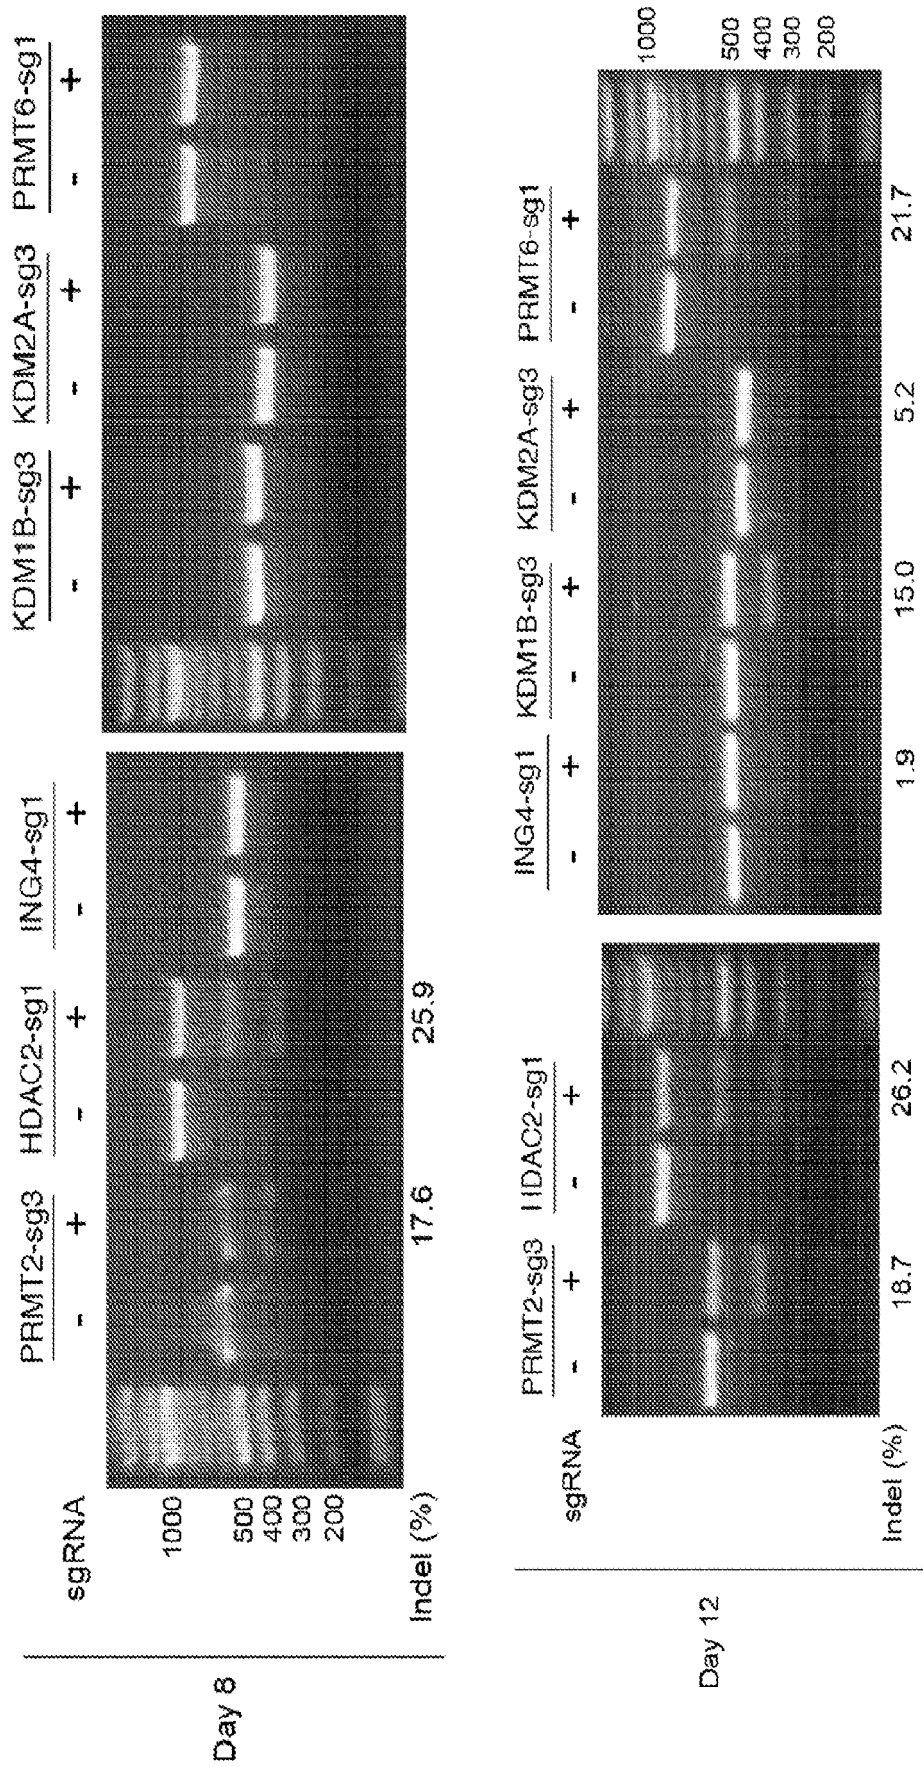 Day 8
sgRNA
PRMT2-sg3 HDAC2-sg1 ING4-sg1 KDM1B-sg3 KDM2A-sg3 PRMT6-sg1
- + - + - + - + - + - +
1000
500
400
300
200
Indel (%) 17.6 25.9
Day 12
sgRNA
PRMT2-sg3 HDAC2-sg1 ING4-sg1 KDM1B-sg3 KDM2A-sg3 PRMT6-sg1
- + - + - + - + - + - +
1000
500
400
300
200
Indel (%) 18.7 26.2 1.9 15.0 5.2 21.7